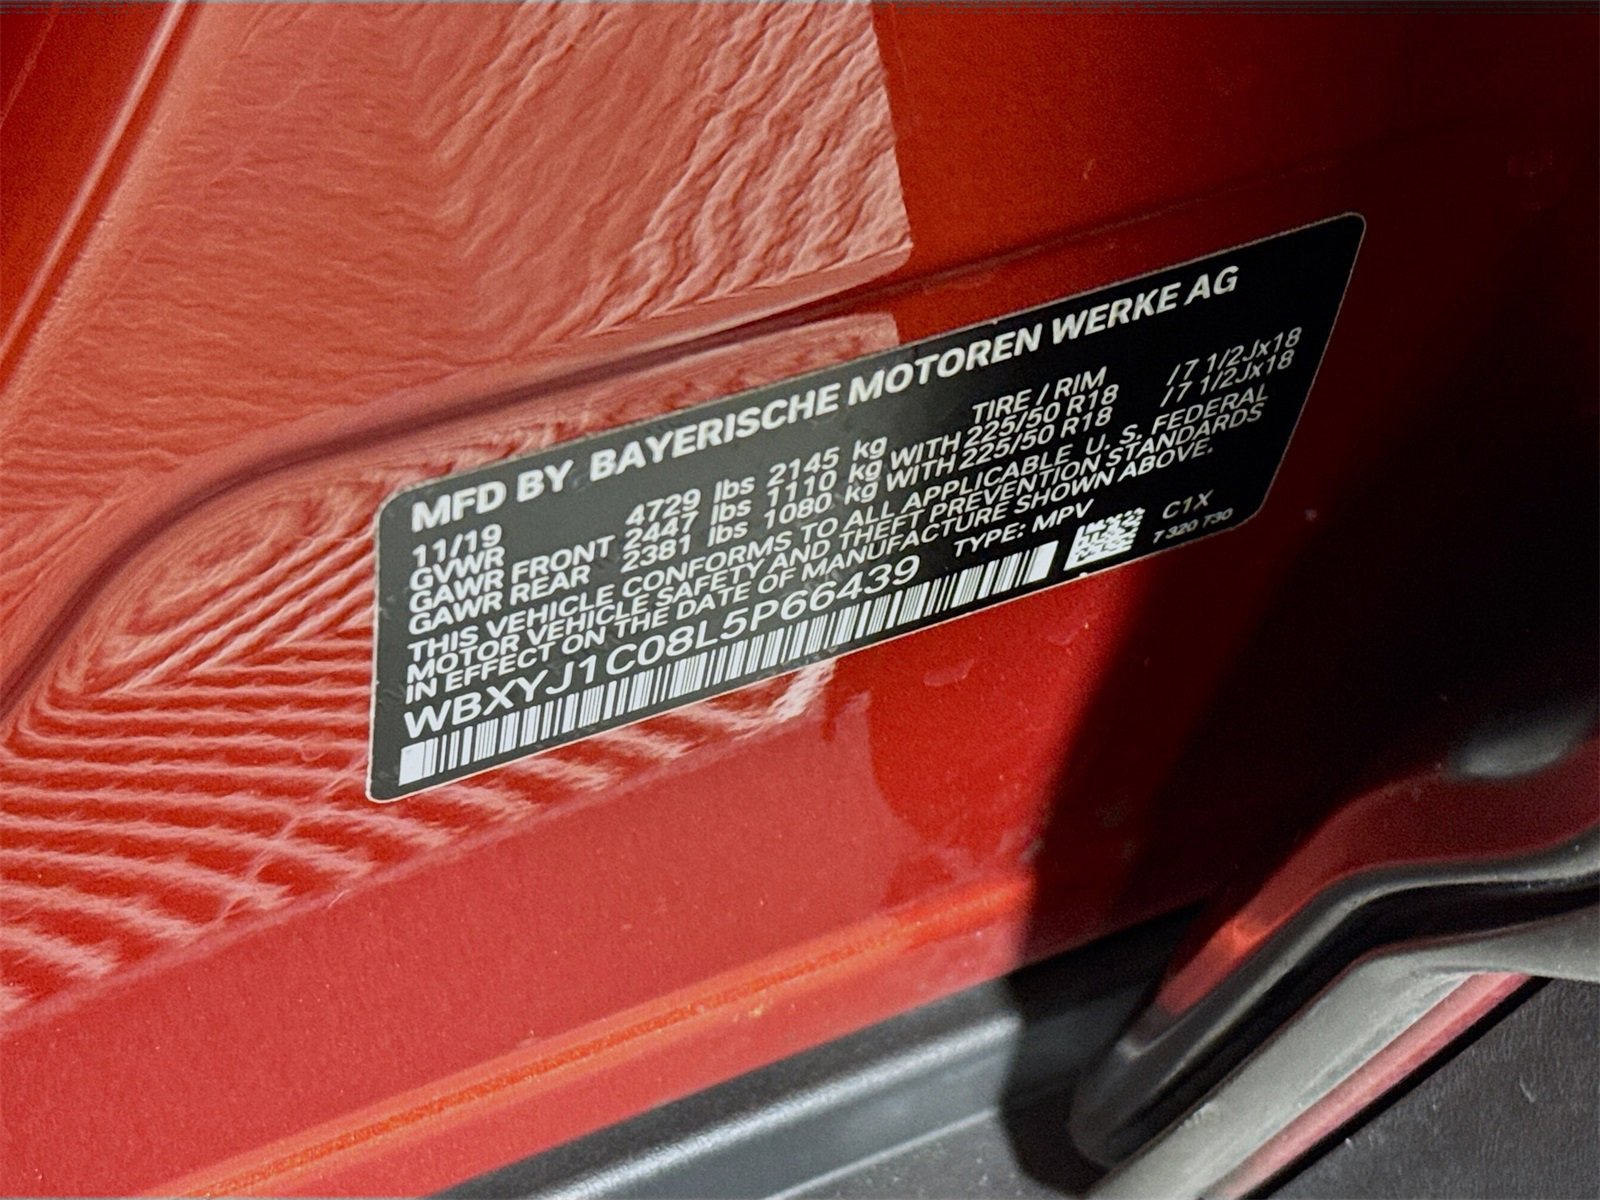 MFD BY BAYERISCHE MOTOREN WERKE AG
11/19 TIRE / RIM
GVWR 4729 lbs 2145 kg
GAWR FRONT 2447 lbs 1110 kg WITH 225/50 R18 / 7 1/2Jx18
GAWR REAR 2381 lbs 1080 kg WITH 225/50 R18 / 7 1/2Jx18
THIS VEHICLE CONFORMS TO ALL APPLICABLE U. S. FEDERAL
MOTOR VEHICLE SAFETY AND THEFT PREVENTION STANDARDS
IN EFFECT ON THE DATE OF MANUFACTURE SHOWN ABOVE.
WBXYJ1C08L5P66439 TYPE: MPV C1X
7 320 730